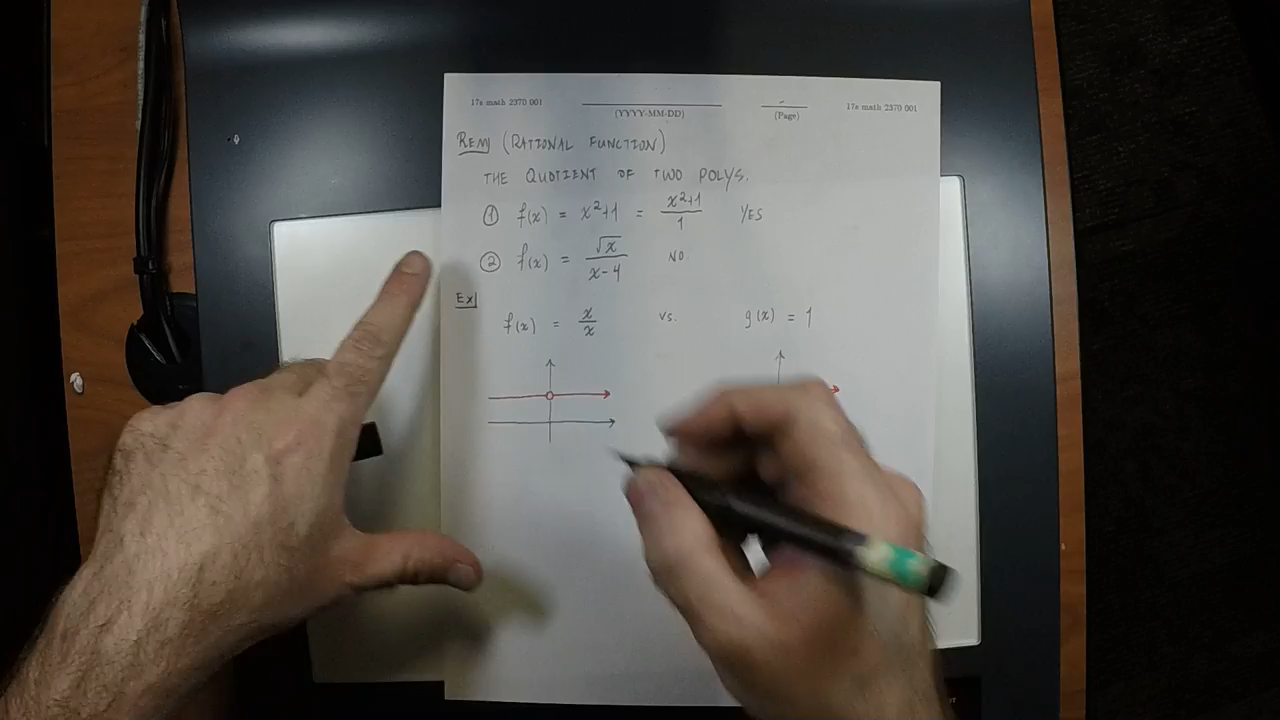 17s math 2370 001 (YYYY-MM-DD) (Page) 17s math 2370 001
REM (RATIONAL FUNCTION)
THE QUOTIENT OF TWO POLYS.
① f(x) = x²+1 = x²+1 / 1 YES
② f(x) = √x / x-4 NO.
Ex
f(x) = x/x vs. g(x) = 1